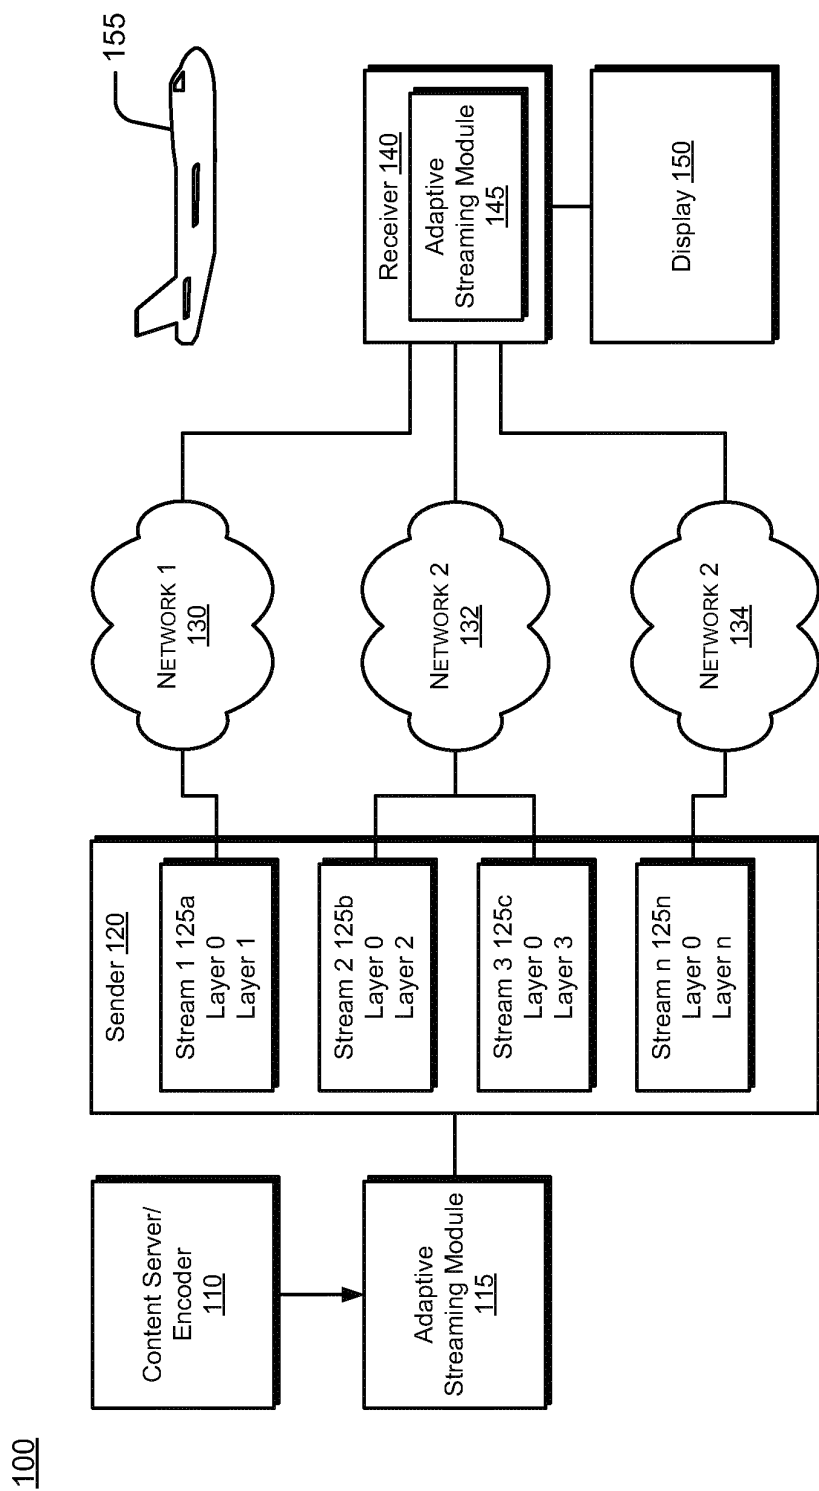 100
Content Server/
Encoder
110
Adaptive
Streaming Module
115
Sender 120
Stream 1 125a
Layer 0
Layer 1
Stream 2 125b
Layer 0
Layer 2
Stream 3 125c
Layer 0
Layer 3
Stream n 125n
Layer 0
Layer n
NETWORK 1
130
NETWORK 2
132
NETWORK 2
134
155
Receiver 140
Adaptive
Streaming Module
145
Display 150